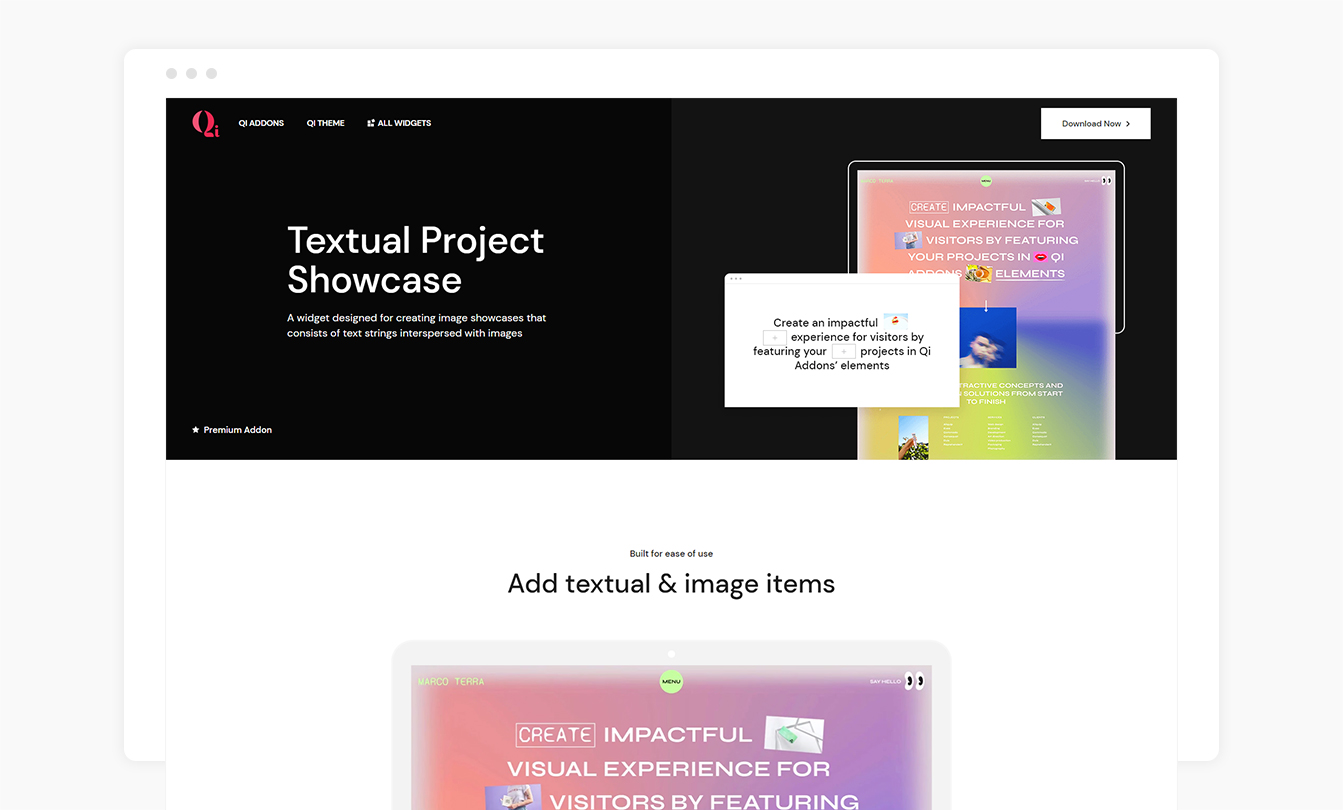 Qi
QI ADDONS
QI THEME
ALL WIDGETS
Download Now
Textual Project
Showcase
A widget designed for creating image showcases that
consists of text strings interspersed with images
Premium Addon
MENU
CREATE IMPACTFUL
VISUAL EXPERIENCE FOR
VISITORS BY FEATURING
YOUR PROJECTS IN QI
ADDONS ELEMENTS
Create an impactful
experience for visitors by
featuring your projects in Qi
Addons’ elements
CONCEPTS AND
SOLUTIONS FROM START
TO FINISH
Built for ease of use
Add textual & image items
MARCO TERRA
MENU
SAY HELLO
CREATE IMPACTFUL
VISUAL EXPERIENCE FOR
VISITORS BY FEATURING